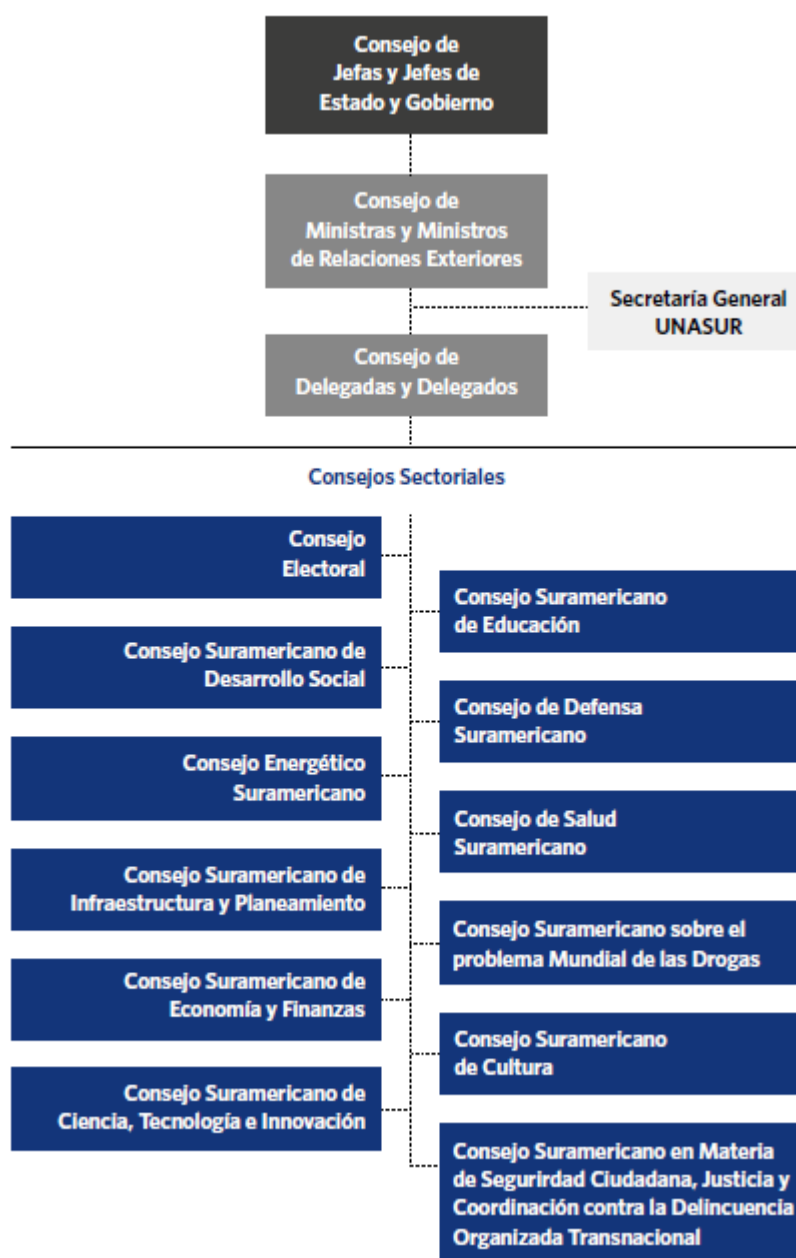 Consejo de
Jefas y Jefes de
Estado y Gobierno
Consejo de
Ministras y Ministros
de Relaciones Exteriores
Secretaría General
UNASUR
Consejo de
Delegadas y Delegados
Consejos Sectoriales
Consejo
Electoral
Consejo Suramericano
de Educación
Consejo Suramericano de
Desarrollo Social
Consejo de Defensa
Suramericano
Consejo Energético
Suramericano
Consejo de Salud
Suramericano
Consejo Suramericano de
Infraestructura y Planeamiento
Consejo Suramericano sobre el
problema Mundial de las Drogas
Consejo Suramericano de
Economía y Finanzas
Consejo Suramericano
de Cultura
Consejo Suramericano de
Ciencia, Tecnología e Innovación
Consejo Suramericano en Materia
de Segurirdad Ciudadana, Justicia y
Coordinación contra la Delincuencia
Organizada Transnacional